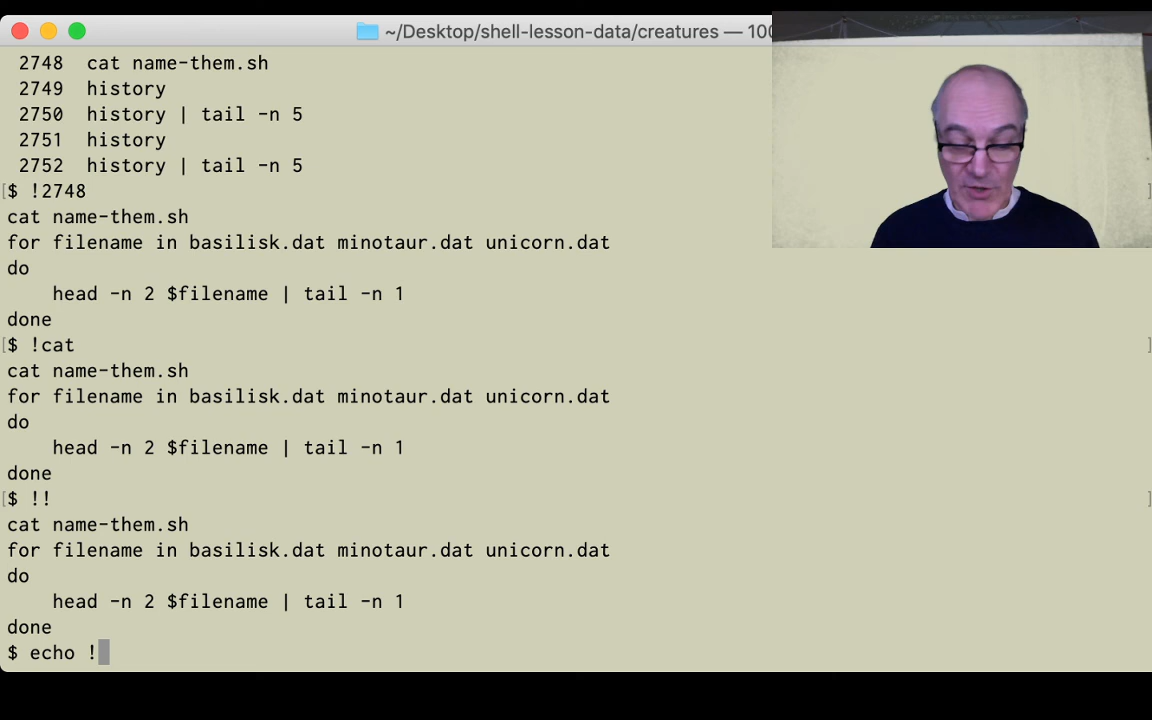 ~/Desktop/shell-lesson-data/creatures — 100
2748  cat name-them.sh
2749  history
2750  history | tail -n 5
2751  history
2752  history | tail -n 5
[$ !2748 ]
cat name-them.sh
for filename in basilisk.dat minotaur.dat unicorn.dat
do
    head -n 2 $filename | tail -n 1
done
[$ !cat ]
cat name-them.sh
for filename in basilisk.dat minotaur.dat unicorn.dat
do
    head -n 2 $filename | tail -n 1
done
[$ !! ]
cat name-them.sh
for filename in basilisk.dat minotaur.dat unicorn.dat
do
    head -n 2 $filename | tail -n 1
done
$ echo !